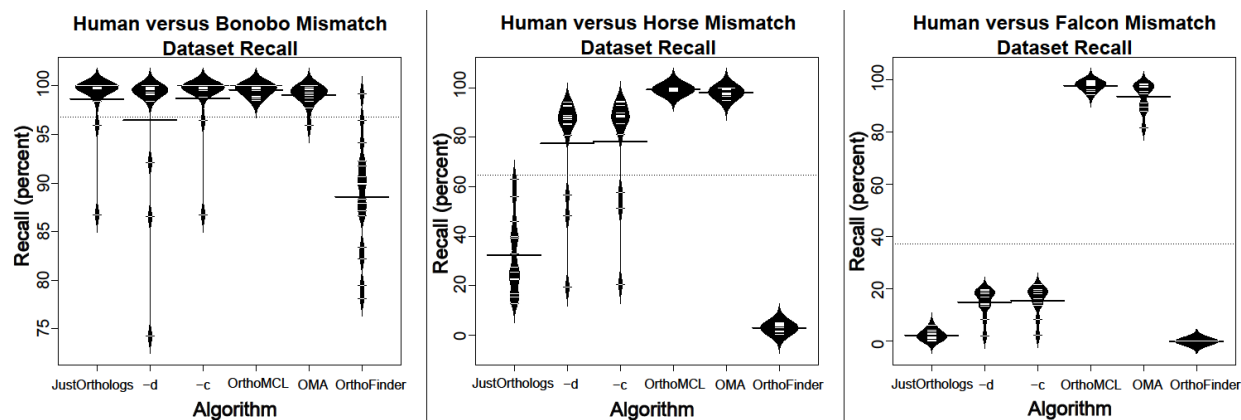 Human versus Bonobo Mismatch
Dataset Recall
Recall (percent)
100
95
90
85
80
75
JustOrthologs
−d
−c
OrthoMCL
OMA
OrthoFinder
Algorithm
Human versus Horse Mismatch
Dataset Recall
Recall (percent)
100
80
60
40
20
0
JustOrthologs
−d
−c
OrthoMCL
OMA
OrthoFinder
Algorithm
Human versus Falcon Mismatch
Dataset Recall
Recall (percent)
100
80
60
40
20
0
JustOrthologs
−d
−c
OrthoMCL
OMA
OrthoFinder
Algorithm